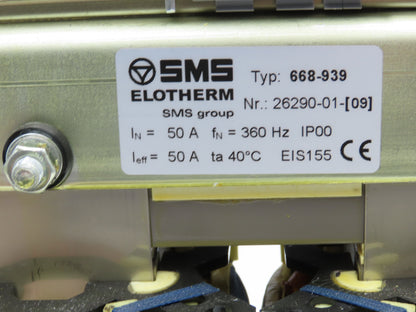 SMS Typ: 668-939
ELOTHERM Nr.: 26290-01-[09]
SMS group
IN = 50 A fN = 360 Hz IP00
Ieff = 50 A ta 40°C EIS155 CE